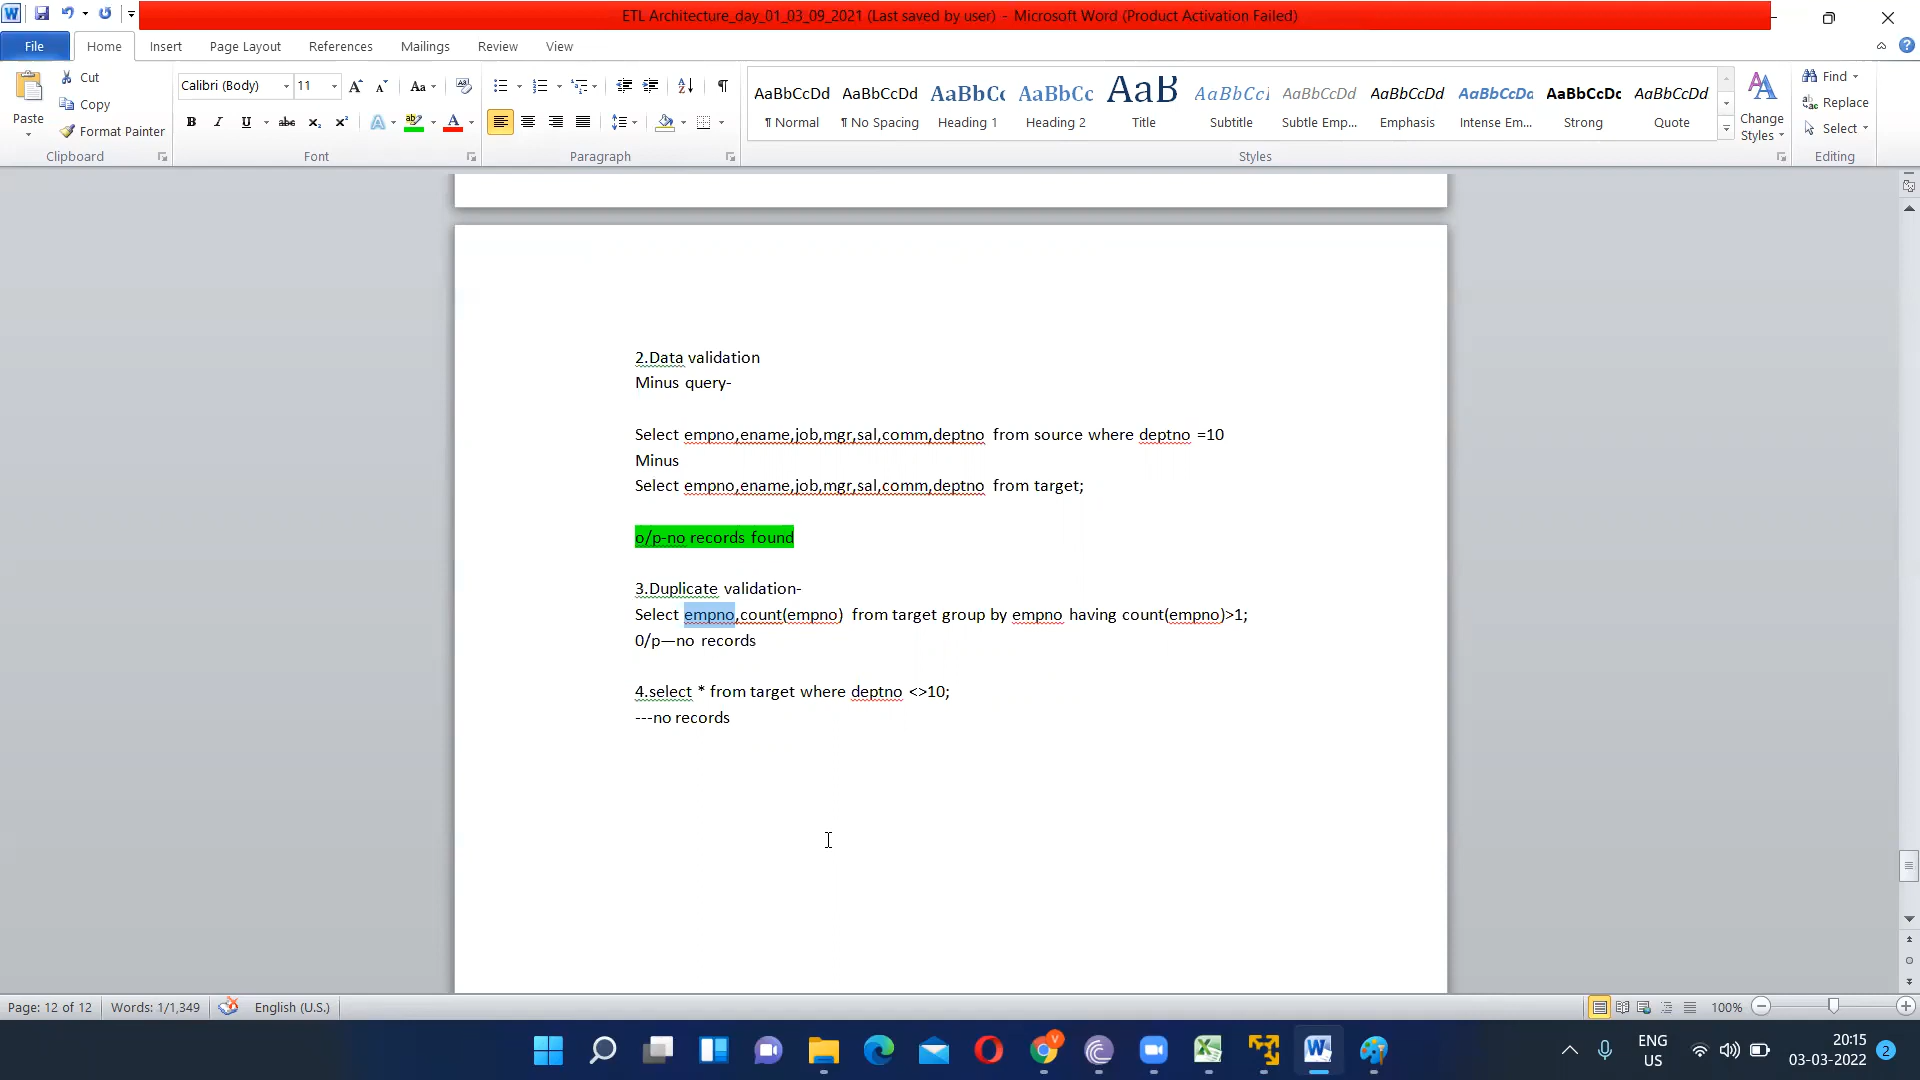 ETL Architecture_day_01_03_09_2021 (Last saved by user) - Microsoft Word (Product Activation Failed)
File Home Insert Page Layout References Mailings Review View
Paste
Cut
Copy
Format Painter
Clipboard
Calibri (Body) 11
Font
Paragraph
AaBbCcDd AaBbCcDd AaBbCc AaBbCc AaB AaBbCcL AaBbCcDd AaBbCcDd AaBbCcDd AaBbCcDc AaBbCcDd
¶ Normal ¶ No Spacing Heading 1 Heading 2 Title Subtitle Subtle Emp... Emphasis Intense Em... Strong Quote
Styles
Change Styles
Find
Replace
Select
Editing
2.Data validation
Minus query-
Select empno,ename,job,mgr,sal,comm,deptno from source where deptno =10
Minus
Select empno,ename,job,mgr,sal,comm,deptno from target;
o/p-no records found
3.Duplicate validation-
Select empno,count(empno) from target group by empno having count(empno)>1;
0/p—no records
4.select * from target where deptno <>10;
---no records
Page: 12 of 12 Words: 1/1,349 English (U.S.) 100%
ENG
US
20:15
03-03-2022
2